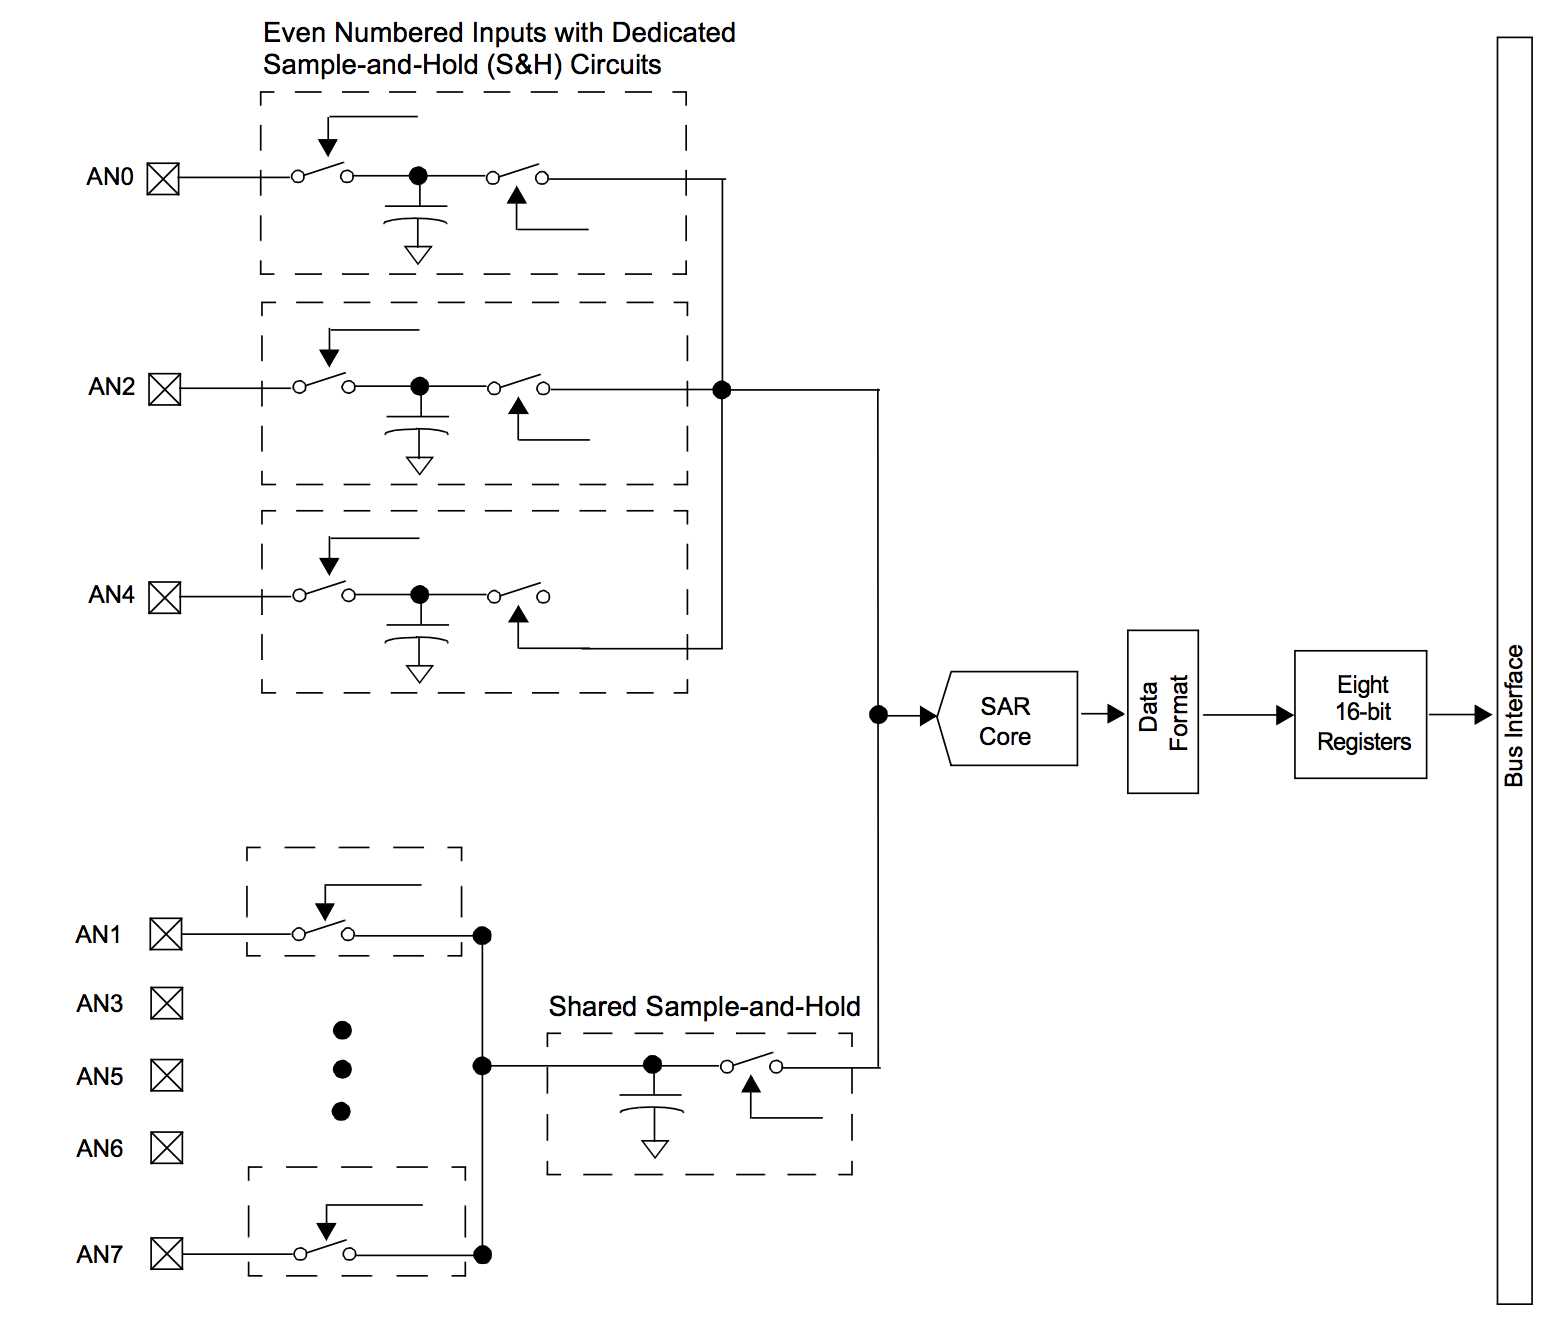 Even Numbered Inputs with Dedicated
Sample-and-Hold (S&H) Circuits
AN0
AN2
AN4
SAR
Core
Data
Format
Eight
16-bit
Registers
Bus Interface
AN1
AN3
Shared Sample-and-Hold
AN5
AN6
AN7